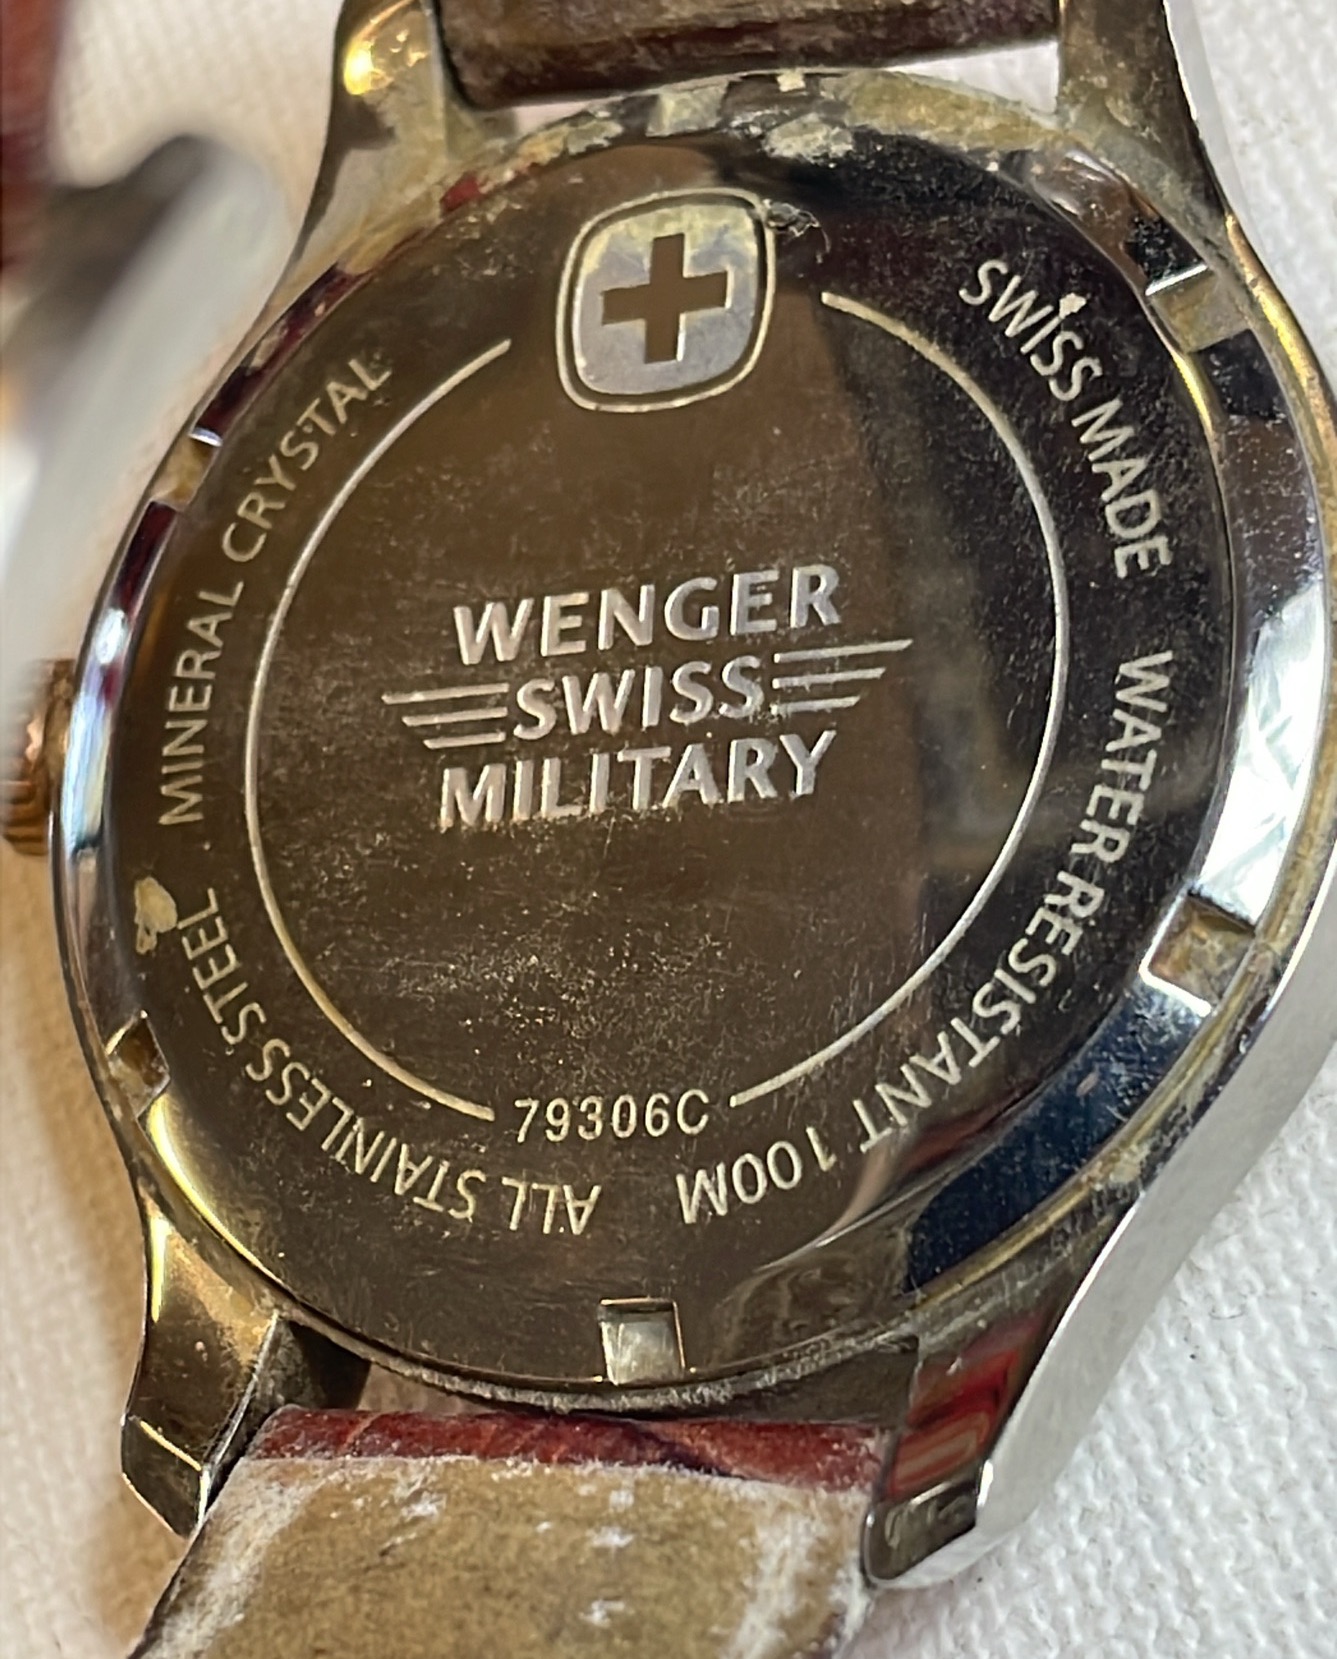 WENGER
SWISS
MILITARY
79306C
SWISS MADE
WATER RESISTANT 100M
ALL STAINLESS STEEL
MINERAL CRYSTAL